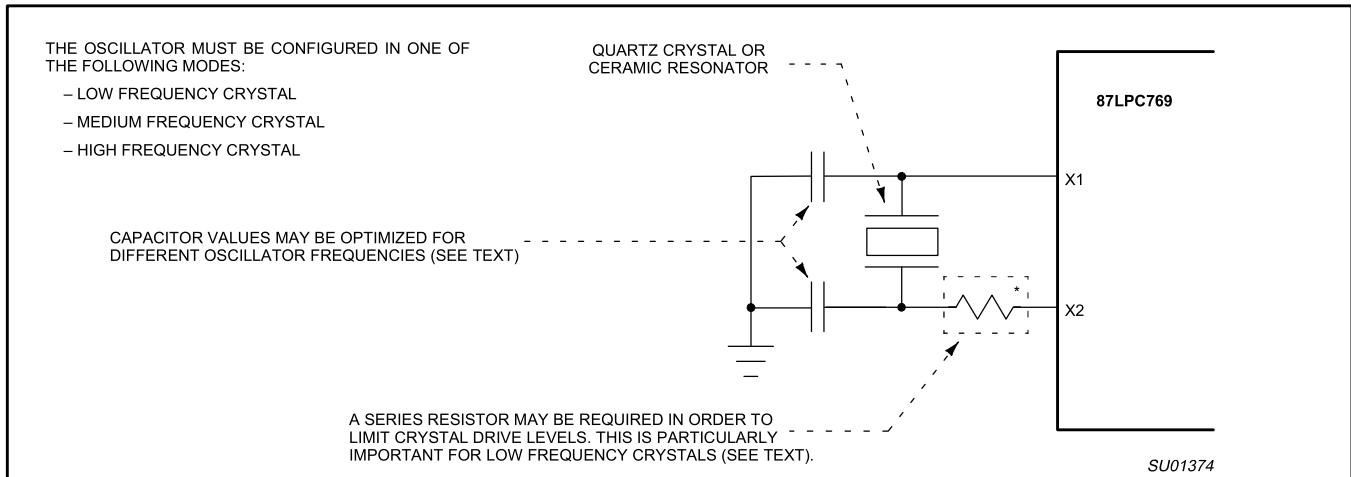 THE OSCILLATOR MUST BE CONFIGURED IN ONE OF
THE FOLLOWING MODES:
– LOW FREQUENCY CRYSTAL
– MEDIUM FREQUENCY CRYSTAL
– HIGH FREQUENCY CRYSTAL
QUARTZ CRYSTAL OR
CERAMIC RESONATOR
87LPC769
X1
CAPACITOR VALUES MAY BE OPTIMIZED FOR
DIFFERENT OSCILLATOR FREQUENCIES (SEE TEXT)
*
X2
A SERIES RESISTOR MAY BE REQUIRED IN ORDER TO
LIMIT CRYSTAL DRIVE LEVELS. THIS IS PARTICULARLY
IMPORTANT FOR LOW FREQUENCY CRYSTALS (SEE TEXT).
SU01374